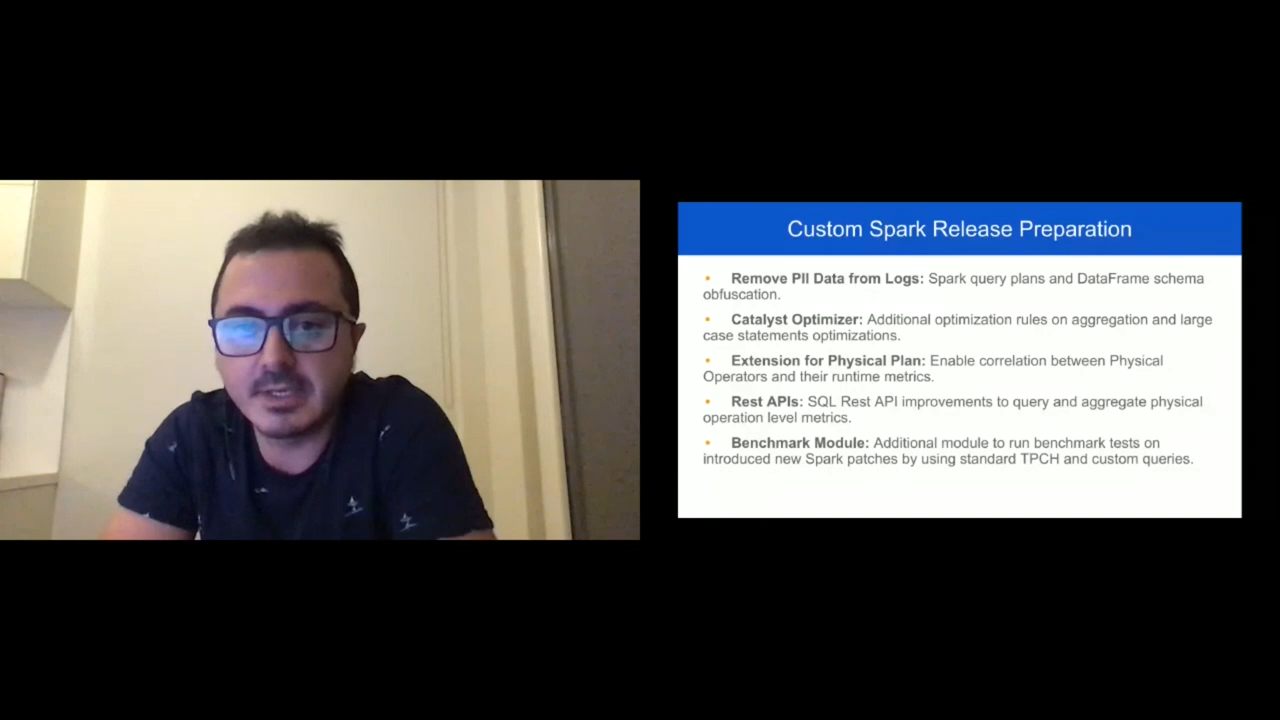 Custom Spark Release Preparation
• Remove PII Data from Logs: Spark query plans and DataFrame schema
obfuscation.
• Catalyst Optimizer: Additional optimization rules on aggregation and large
case statements optimizations.
• Extension for Physical Plan: Enable correlation between Physical
Operators and their runtime metrics.
• Rest APIs: SQL Rest API improvements to query and aggregate physical
operation level metrics.
• Benchmark Module: Additional module to run benchmark tests on
introduced new Spark patches by using standard TPCH and custom queries.